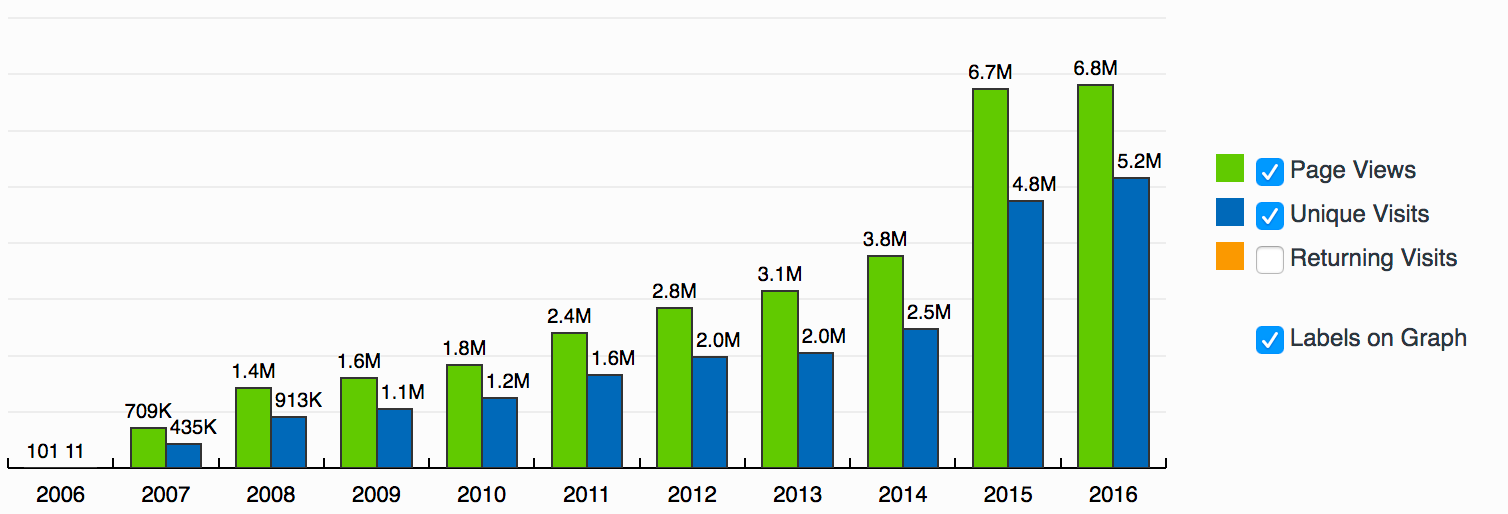 6.7M 6.8M
5.2M
4.8M
3.8M
3.1M
2.8M
2.4M 2.5M
2.0M 2.0M
1.8M
1.6M 1.6M
1.4M
1.2M
1.1M
913K
709K
435K
101 11
2006 2007 2008 2009 2010 2011 2012 2013 2014 2015 2016
Page Views
Unique Visits
Returning Visits
Labels on Graph